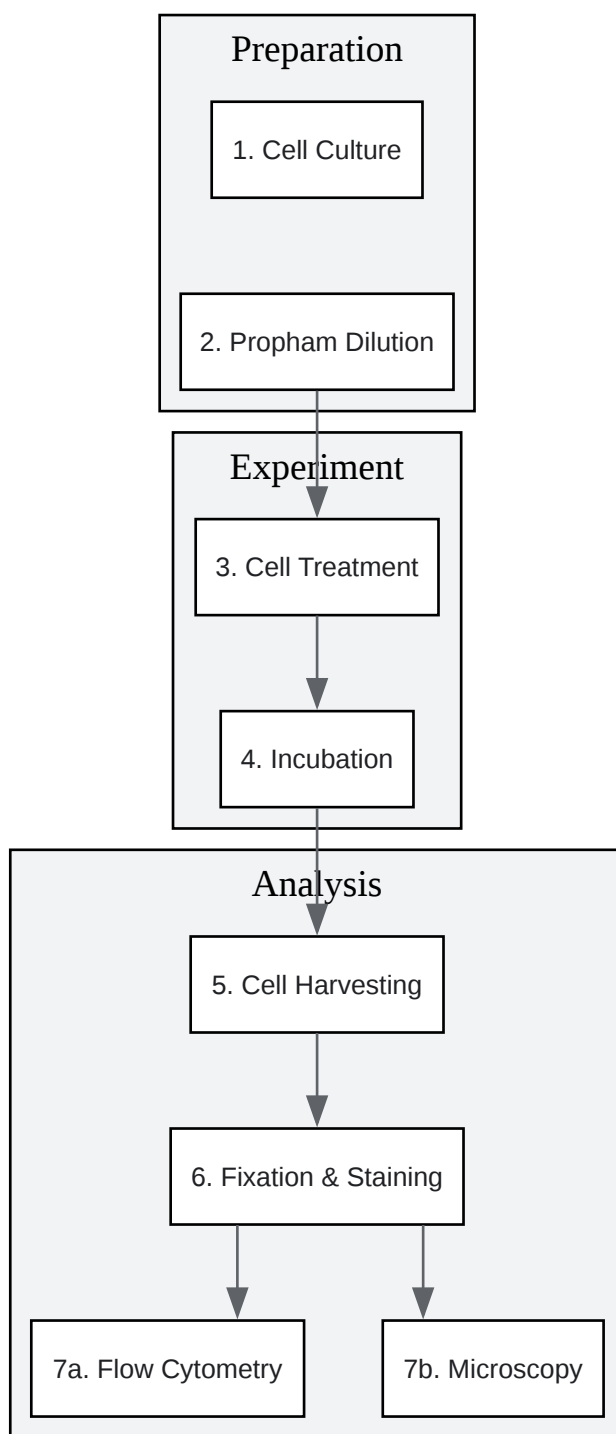 Preparation
1. Cell Culture
2. Propham Dilution
Experiment
3. Cell Treatment
4. Incubation
Analysis
5. Cell Harvesting
6. Fixation & Staining
7a. Flow Cytometry
7b. Microscopy